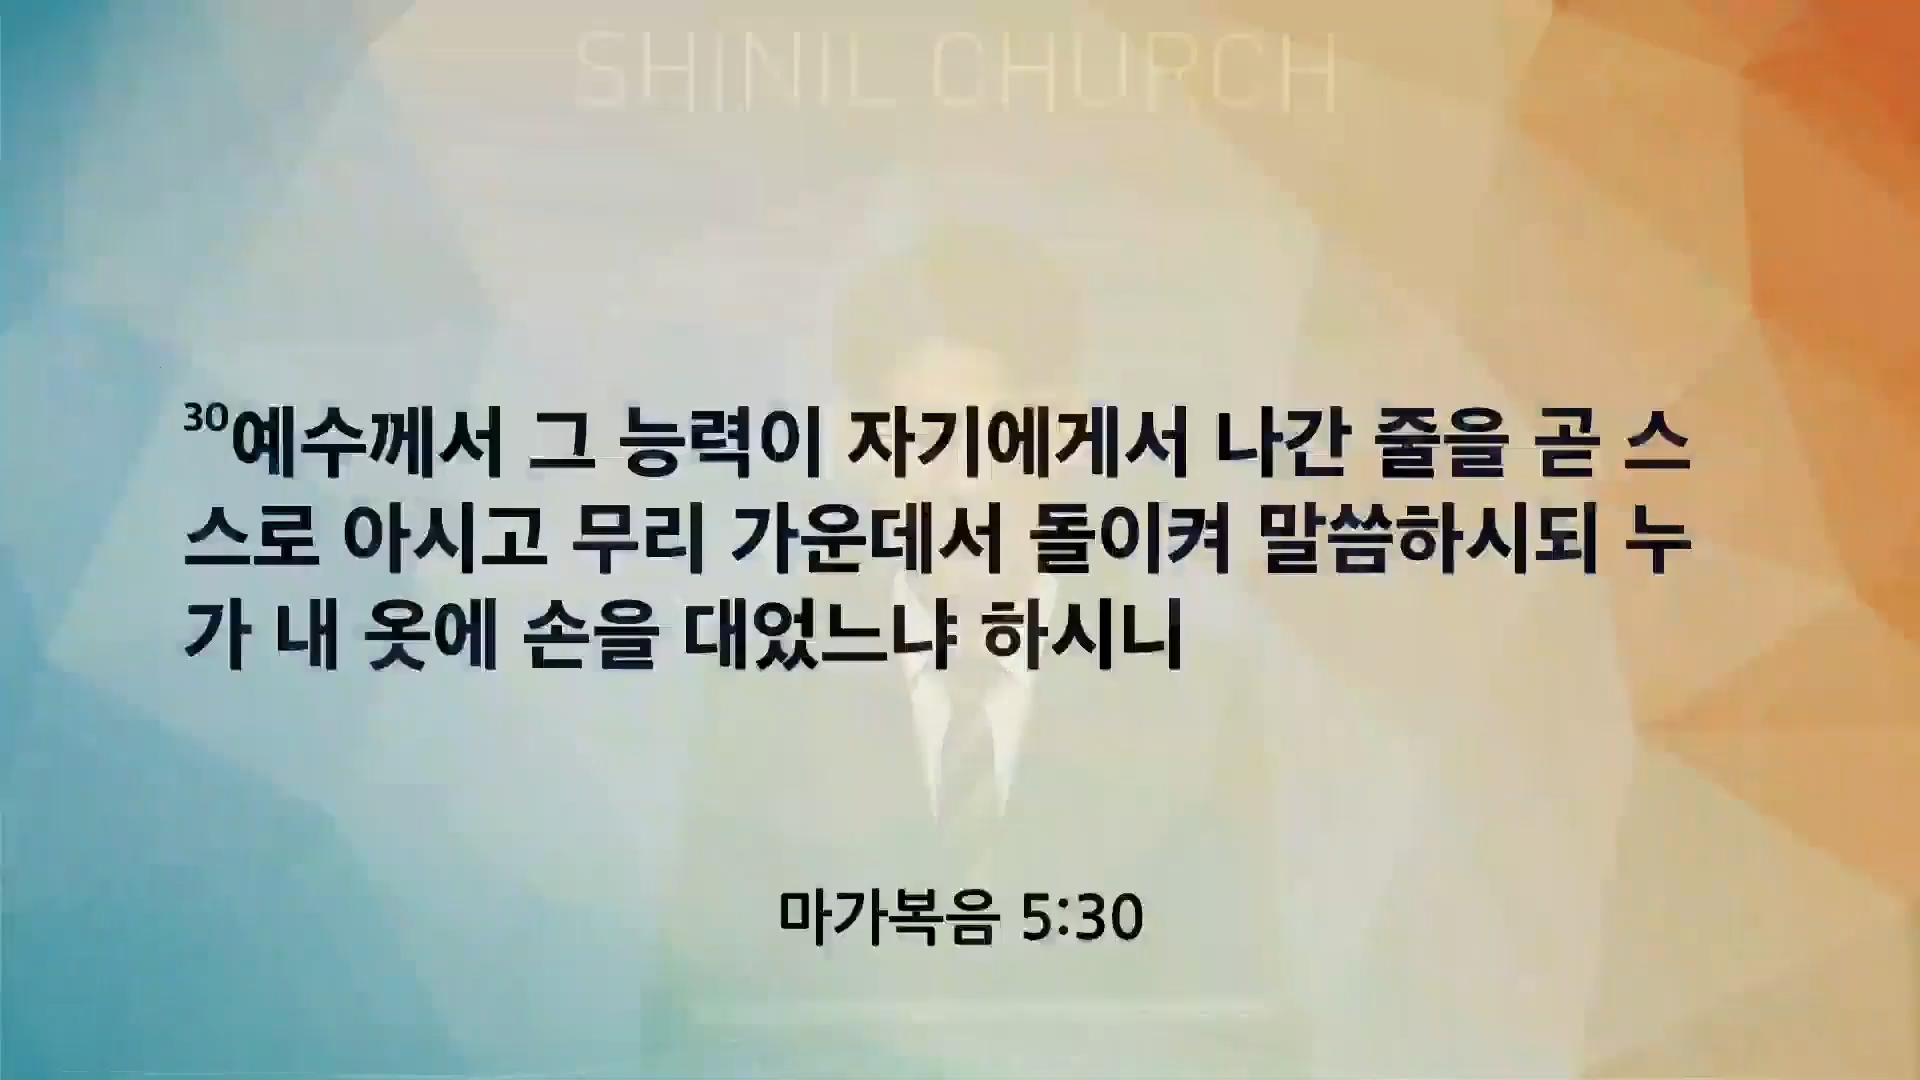 SHINIL CHURCH
30예수께서 그 능력이 자기에게서 나간 줄을 곧 스
스로 아시고 무리 가운데서 돌이켜 말씀하시되 누
가 내 옷에 손을 대었느냐 하시니
마가복음 5:30